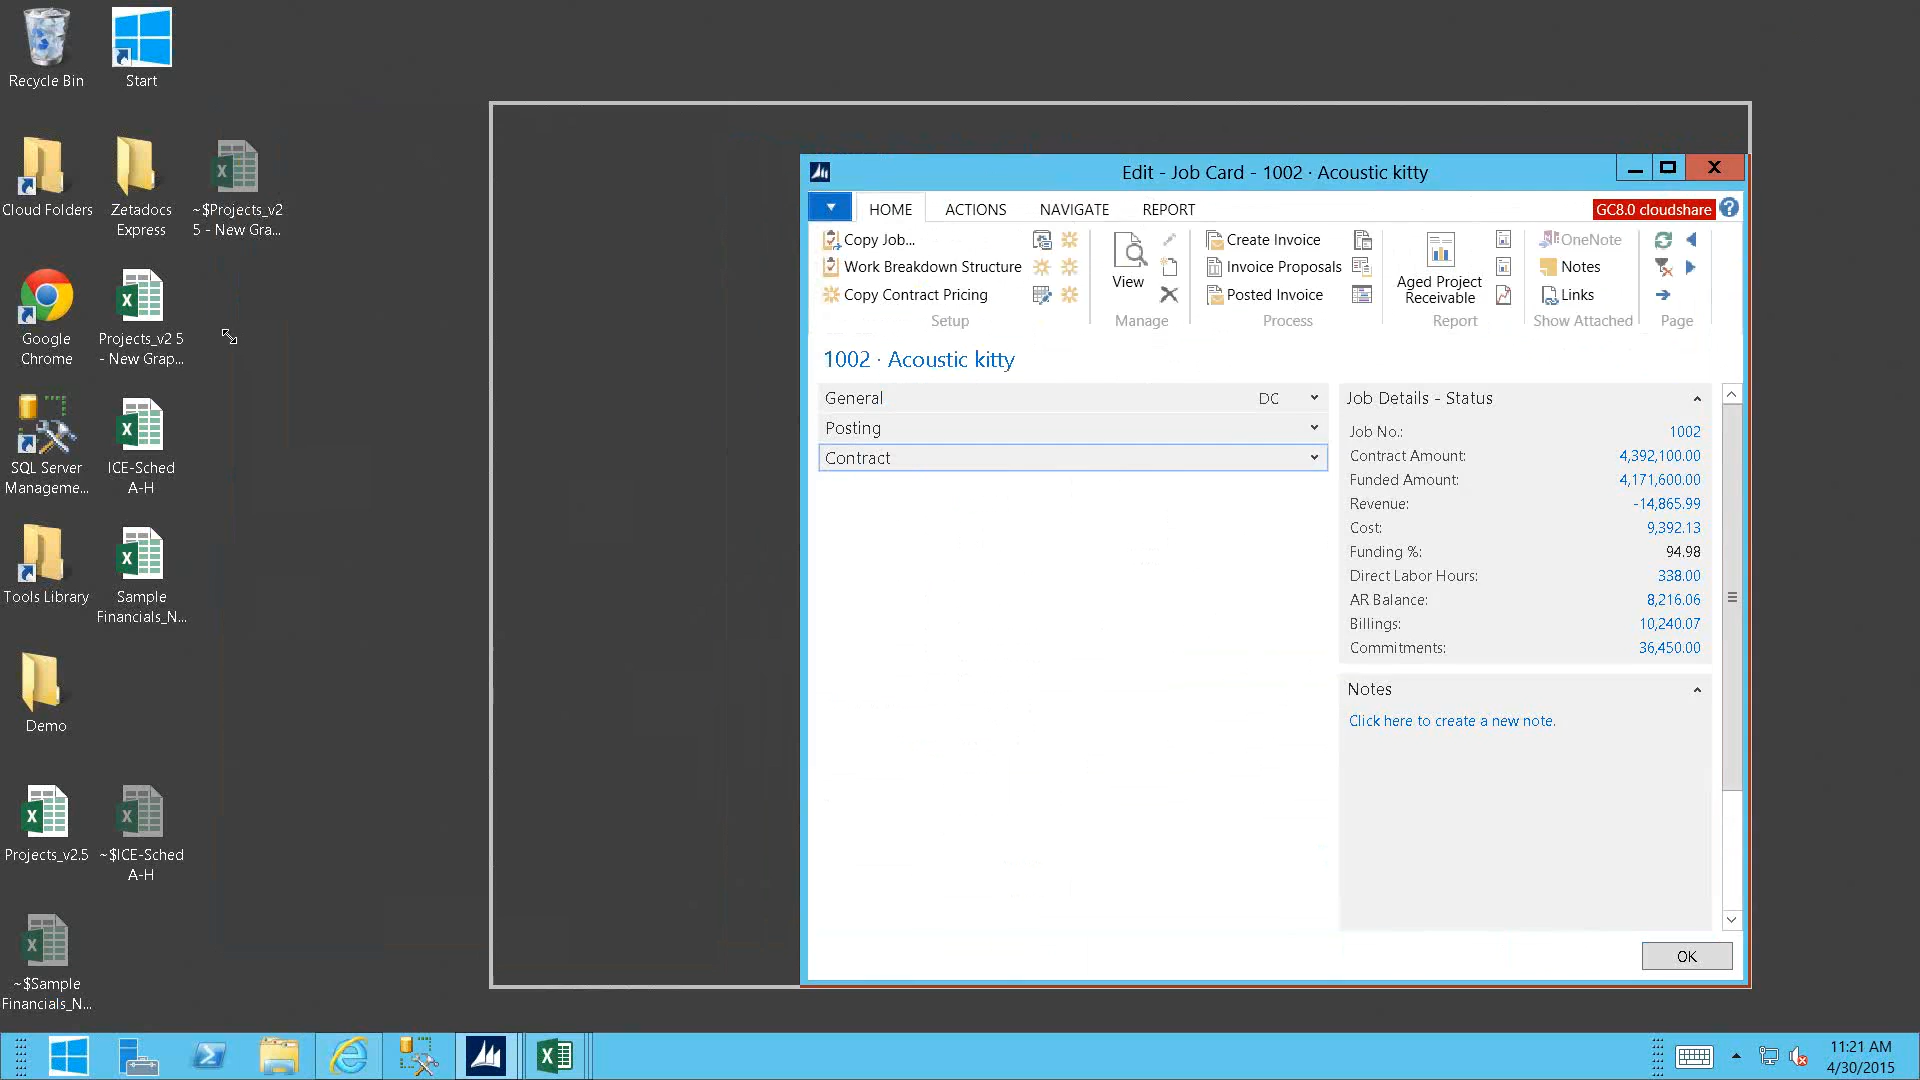 Recycle Bin
Start
Cloud Folders
Zetadocs
Express
~$Projects_v2
5 - New Gra...
Google
Chrome
Projects_v2 5
- New Grap...
SQL Server
Manageme...
ICE-Sched
A-H
Tools Library
Sample
Financials_N...
Demo
Projects_v2.5
~$ICE-Sched
A-H
~$Sample
Financials_N...
Edit - Job Card - 1002 · Acoustic kitty
HOME ACTIONS NAVIGATE REPORT
GC8.0 cloudshare
Copy Job...
Work Breakdown Structure
Copy Contract Pricing
Setup
View
Manage
Create Invoice
Invoice Proposals
Posted Invoice
Process
Aged Project
Receivable
Report
OneNote
Notes
Links
Show Attached
Page
1002 · Acoustic kitty
General DC
Posting
Contract
Job Details - Status
Job No.: 1002
Contract Amount: 4,392,100.00
Funded Amount: 4,171,600.00
Revenue: -14,865.99
Cost: 9,392.13
Funding %: 94.98
Direct Labor Hours: 338.00
AR Balance: 8,216.06
Billings: 10,240.07
Commitments: 36,450.00
Notes
Click here to create a new note.
OK
11:21 AM
4/30/2015